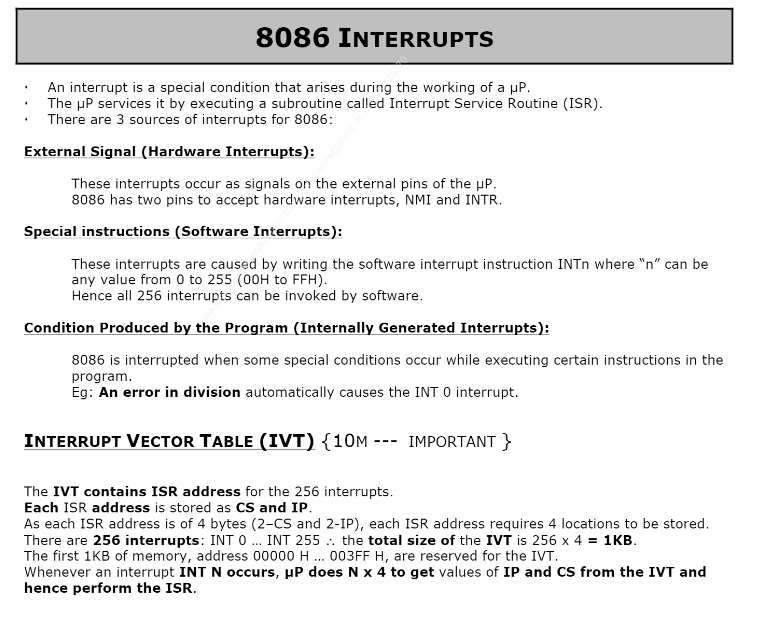 8086 INTERRUPTS
· An interrupt is a special condition that arises during the working of a μP.
· The μP services it by executing a subroutine called Interrupt Service Routine (ISR).
· There are 3 sources of interrupts for 8086:
External Signal (Hardware Interrupts):
These interrupts occur as signals on the external pins of the μP.
8086 has two pins to accept hardware interrupts, NMI and INTR.
Special instructions (Software Interrupts):
These interrupts are caused by writing the software interrupt instruction INTn where “n” can be
any value from 0 to 255 (00H to FFH).
Hence all 256 interrupts can be invoked by software.
Condition Produced by the Program (Internally Generated Interrupts):
8086 is interrupted when some special conditions occur while executing certain instructions in the
program.
Eg: An error in division automatically causes the INT 0 interrupt.
INTERRUPT VECTOR TABLE (IVT) {10M --- IMPORTANT }
The IVT contains ISR address for the 256 interrupts.
Each ISR address is stored as CS and IP.
As each ISR address is of 4 bytes (2–CS and 2-IP), each ISR address requires 4 locations to be stored.
There are 256 interrupts: INT 0 … INT 255 ∴ the total size of the IVT is 256 x 4 = 1KB.
The first 1KB of memory, address 00000 H … 003FF H, are reserved for the IVT.
Whenever an interrupt INT N occurs, μP does N x 4 to get values of IP and CS from the IVT and
hence perform the ISR.